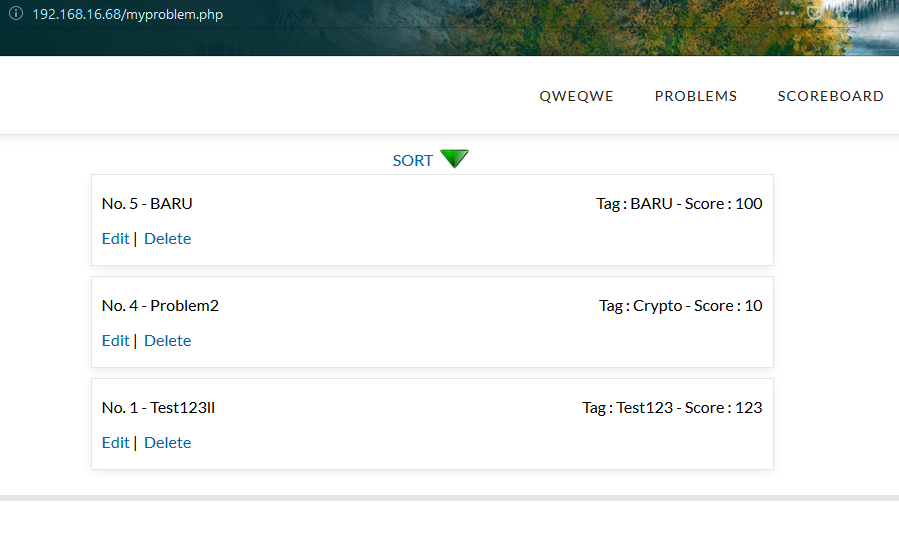 192.168.16.68/myproblem.php
QWEQWE PROBLEMS SCOREBOARD
SORT
No. 5 - BARU Tag : BARU - Score : 100
Edit | Delete
No. 4 - Problem2 Tag : Crypto - Score : 10
Edit | Delete
No. 1 - Test123ll Tag : Test123 - Score : 123
Edit | Delete